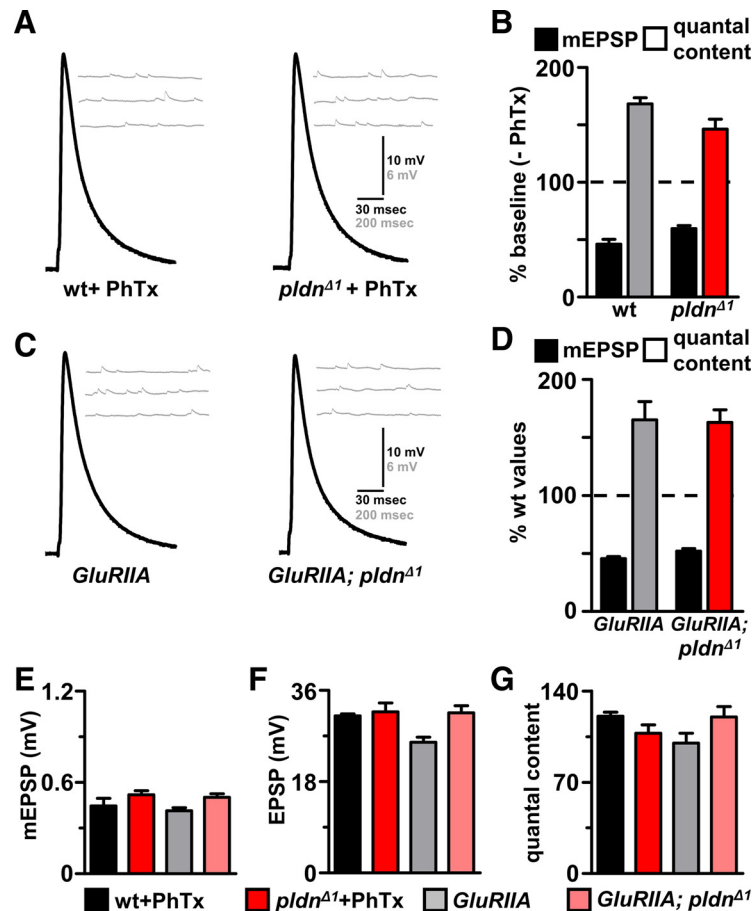 A
wt+ PhTx
10 mV
6 mV
30 msec
200 msec
pldnΔ1 + PhTx
B
mEPSP quantal content
% baseline (- PhTx)
200
100
0
wt pldnΔ1
C
GluRIIA
10 mV
6 mV
30 msec
200 msec
GluRIIA; pldnΔ1
D
mEPSP quantal content
% wt values
200
100
0
GluRIIA GluRIIA; pldnΔ1
E
mEPSP (mV)
1.2
0.6
0
F
EPSP (mV)
36
18
0
G
quantal content
140
70
0
wt+PhTx pldnΔ1+PhTx GluRIIA GluRIIA; pldnΔ1